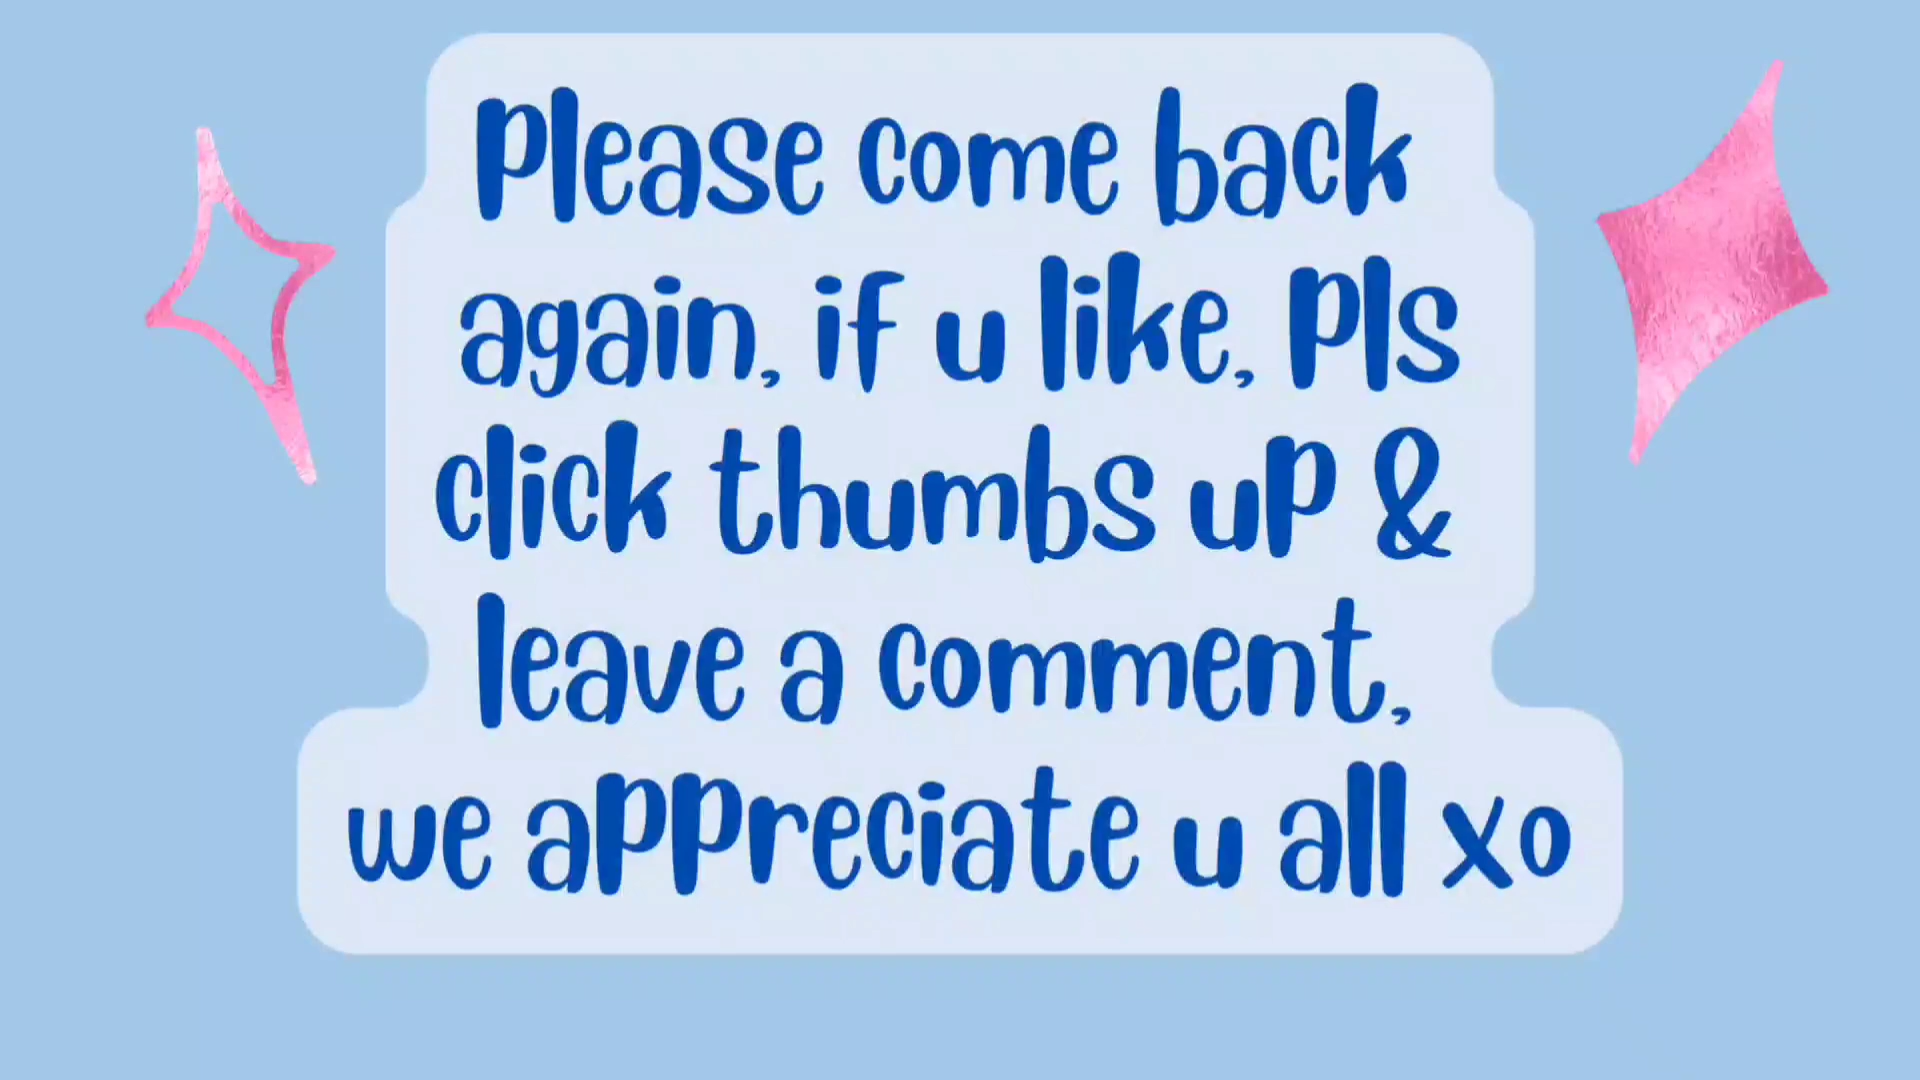 Please come back
again, if u like, pls
click thumbs up &
leave a comment,
we appreciate u all xo